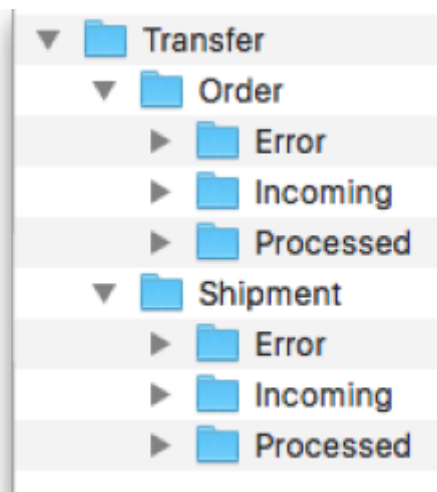 Transfer
Order
Error
Incoming
Processed
Shipment
Error
Incoming
Processed